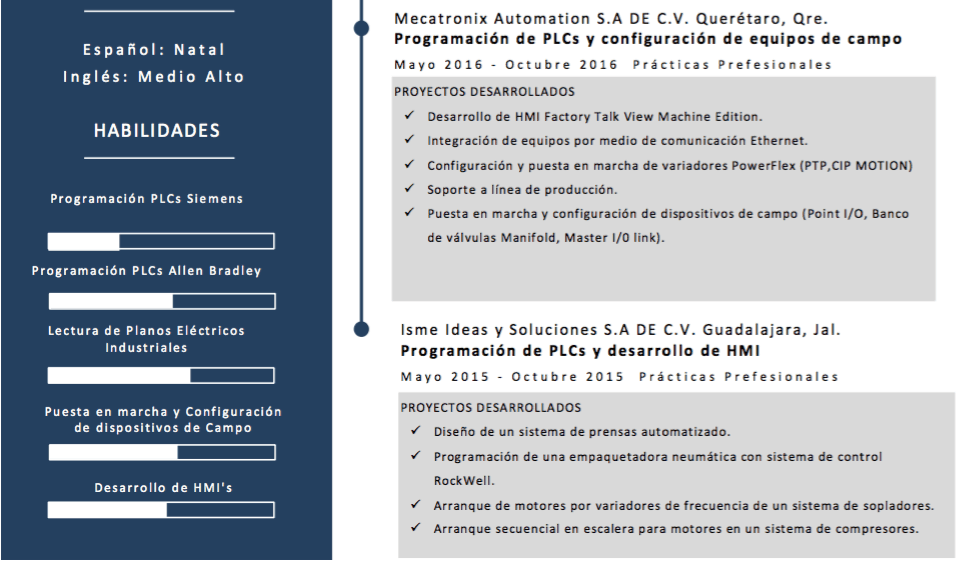 Español: Natal
Inglés: Medio Alto
HABILIDADES
Programación PLCs Siemens
Programación PLCs Allen Bradley
Lectura de Planos Eléctricos
Industriales
Puesta en marcha y Configuración
de dispositivos de Campo
Desarrollo de HMI's
Mecatronix Automation S.A DE C.V. Querétaro, Qre.
Programación de PLCs y configuración de equipos de campo
Mayo 2016 - Octubre 2016 Prácticas Prefesionales
PROYECTOS DESARROLLADOS
✓ Desarrollo de HMI Factory Talk View Machine Edition.
✓ Integración de equipos por medio de comunicación Ethernet.
✓ Configuración y puesta en marcha de variadores PowerFlex (PTP,CIP MOTION)
✓ Soporte a línea de producción.
✓ Puesta en marcha y configuración de dispositivos de campo (Point I/O, Banco
de válvulas Manifold, Master I/0 link).
Isme Ideas y Soluciones S.A DE C.V. Guadalajara, Jal.
Programación de PLCs y desarrollo de HMI
Mayo 2015 - Octubre 2015 Prácticas Prefesionales
PROYECTOS DESARROLLADOS
✓ Diseño de un sistema de prensas automatizado.
✓ Programación de una empaquetadora neumática con sistema de control
RockWell.
✓ Arranque de motores por variadores de frecuencia de un sistema de sopladores.
✓ Arranque secuencial en escalera para motores en un sistema de compresores.